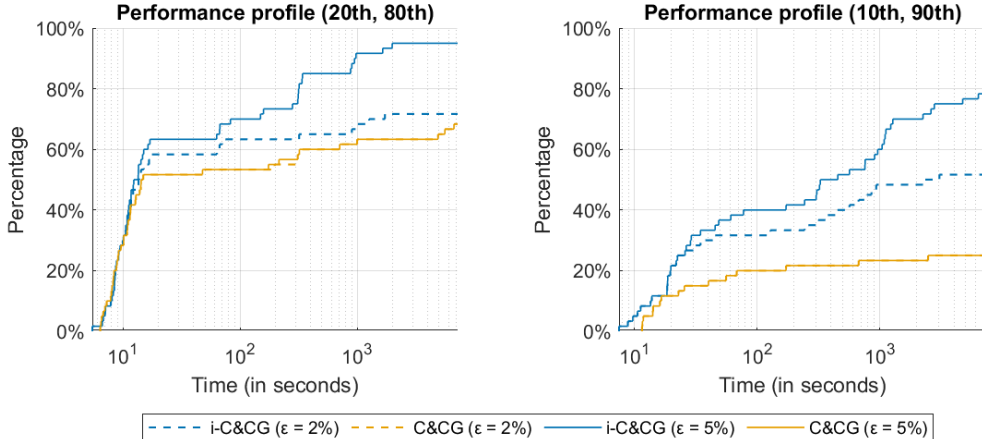 Performance profile (20th, 80th)
100%
80%
60%
40%
20%
0%
Percentage
10^1
10^2
10^3
Time (in seconds)
Performance profile (10th, 90th)
100%
80%
60%
40%
20%
0%
Percentage
10^1
10^2
10^3
Time (in seconds)
i-C&CG (ε = 2%) C&CG (ε = 2%) i-C&CG (ε = 5%) C&CG (ε = 5%)